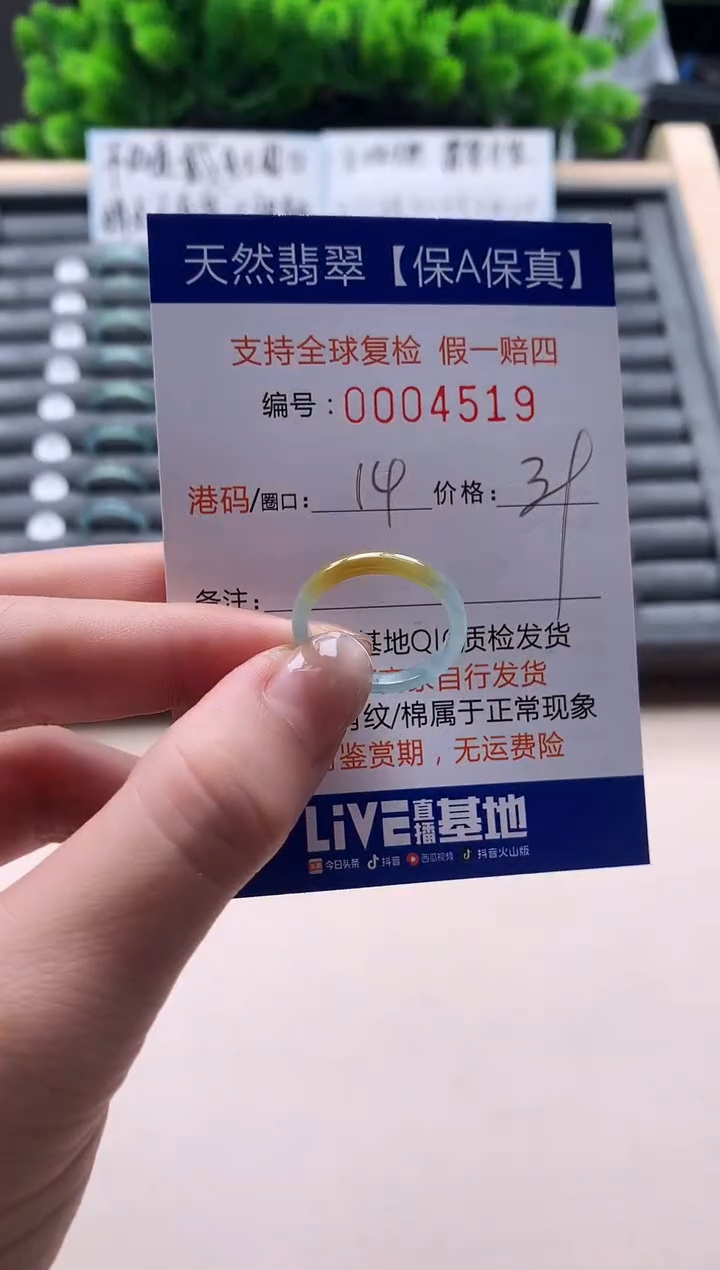 天然翡翠【保A保真】
支持全球复检 假一赔四
编号：0004519
港码/圈口： 14 价格：
备注：
基地QIC质检发货
自行发货
纹/棉属于正常现象
鉴赏期，无运费险
LiVE直播基地
今日头条 抖音 西瓜视频 抖音火山版